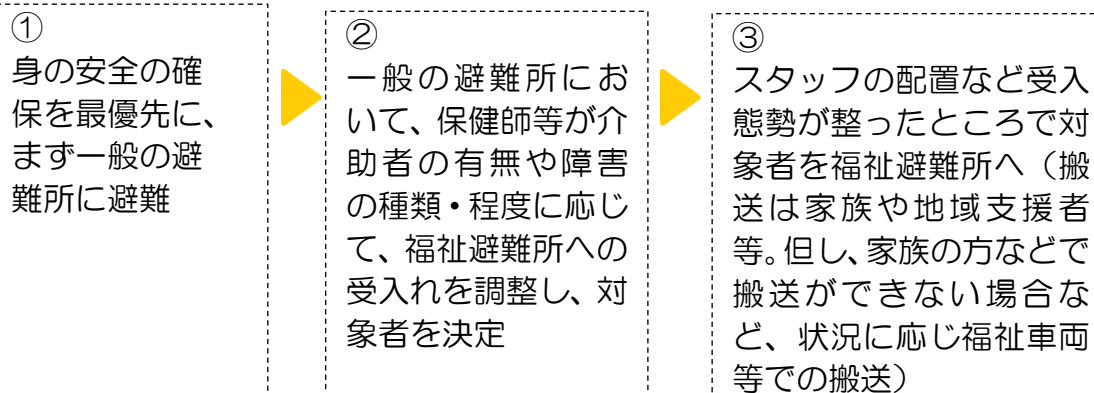 ①
身の安全の確
保を最優先に、
まず一般の避
難所に避難
②
一般の避難所にお
いて、保健師等が介
助者の有無や障害
の種類・程度に応じ
て、福祉避難所への
受入れを調整し、対
象者を決定
③
スタッフの配置など受入
態勢が整ったところで対
象者を福祉避難所へ（搬
送は家族や地域支援者
等。但し、家族の方などで
搬送ができない場合な
ど、状況に応じ福祉車両
等での搬送）